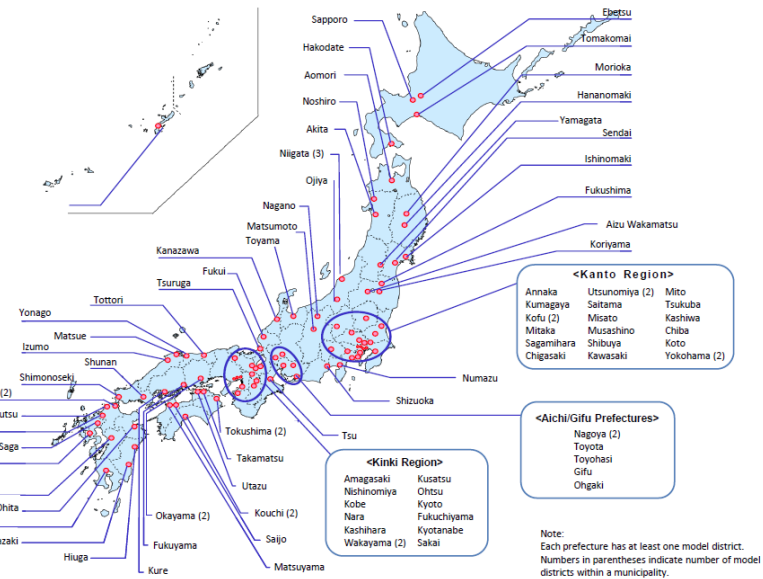 Ebetsu
Sapporo
Tomakomai
Hakodate
Morioka
Aomori
Hananomaki
Noshiro
Yamagata
Akita
Sendai
Niigata (3)
Ishinomaki
Ojiya
Fukushima
Nagano
Matsumoto
Aizu Wakamatsu
Toyama
Koriyama
Kanazawa
Fukui
Tsuruga
Tottori
Yonago
Matsue
Izumo
Shunan
Shimonoseki
(2)
utsu
Saga
Ohita
zaki
Hiuga
Kure
Fukuyama
Okayama (2)
Matsuyama
Saijo
Kouchi (2)
Utazu
Takamatsu
Tokushima (2)
Tsu
Shizuoka
Numazu
<Kanto Region>
Annaka Utsunomiya (2) Mito
Kumagaya Saitama Tsukuba
Kofu (2) Misato Kashiwa
Mitaka Musashino Chiba
Sagamihara Shibuya Koto
Chigasaki Kawasaki Yokohama (2)
<Aichi/Gifu Prefectures>
Nagoya (2)
Toyota
Toyohasi
Gifu
Ohgaki
<Kinki Region>
Amagasaki Kusatsu
Nishinomiya Ohtsu
Kobe Kyoto
Nara Fukuchiyama
Kashihara Kyotanabe
Wakayama (2) Sakai
Note:
Each prefecture has at least one model district.
Numbers in parentheses indicate number of model
districts within a municipality.